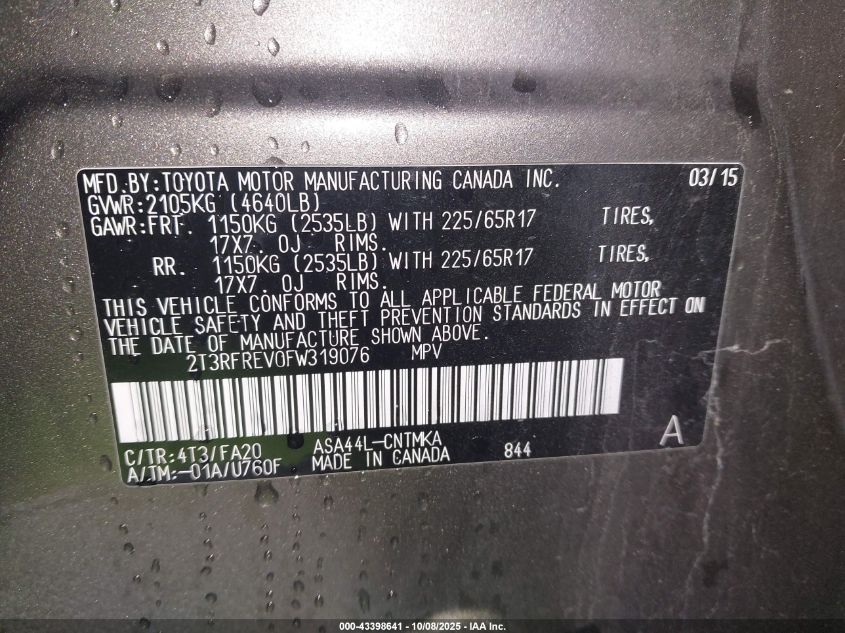 MFD.BY:TOYOTA MOTOR MANUFACTURING CANADA INC. 03/15
GVWR:2105KG (4640LB)
GAWR:FRT. 1150KG (2535LB) WITH 225/65R17 TIRES,
17X7. 0J RIMS.
RR. 1150KG (2535LB) WITH 225/65R17 TIRES,
17X7. 0J RIMS.
THIS VEHICLE CONFORMS TO ALL APPLICABLE FEDERAL MOTOR
VEHICLE SAFETY AND THEFT PREVENTION STANDARDS IN EFFECT ON
THE DATE OF MANUFACTURE SHOWN ABOVE.
2T3RFREV0FW319076 MPV
C/TR:4T3/FA20 ASA44L-CNTMKA A
A/TM:-01A/U760F MADE IN CANADA 844
000-43398641 | 10/08/2025 - IAA Inc.